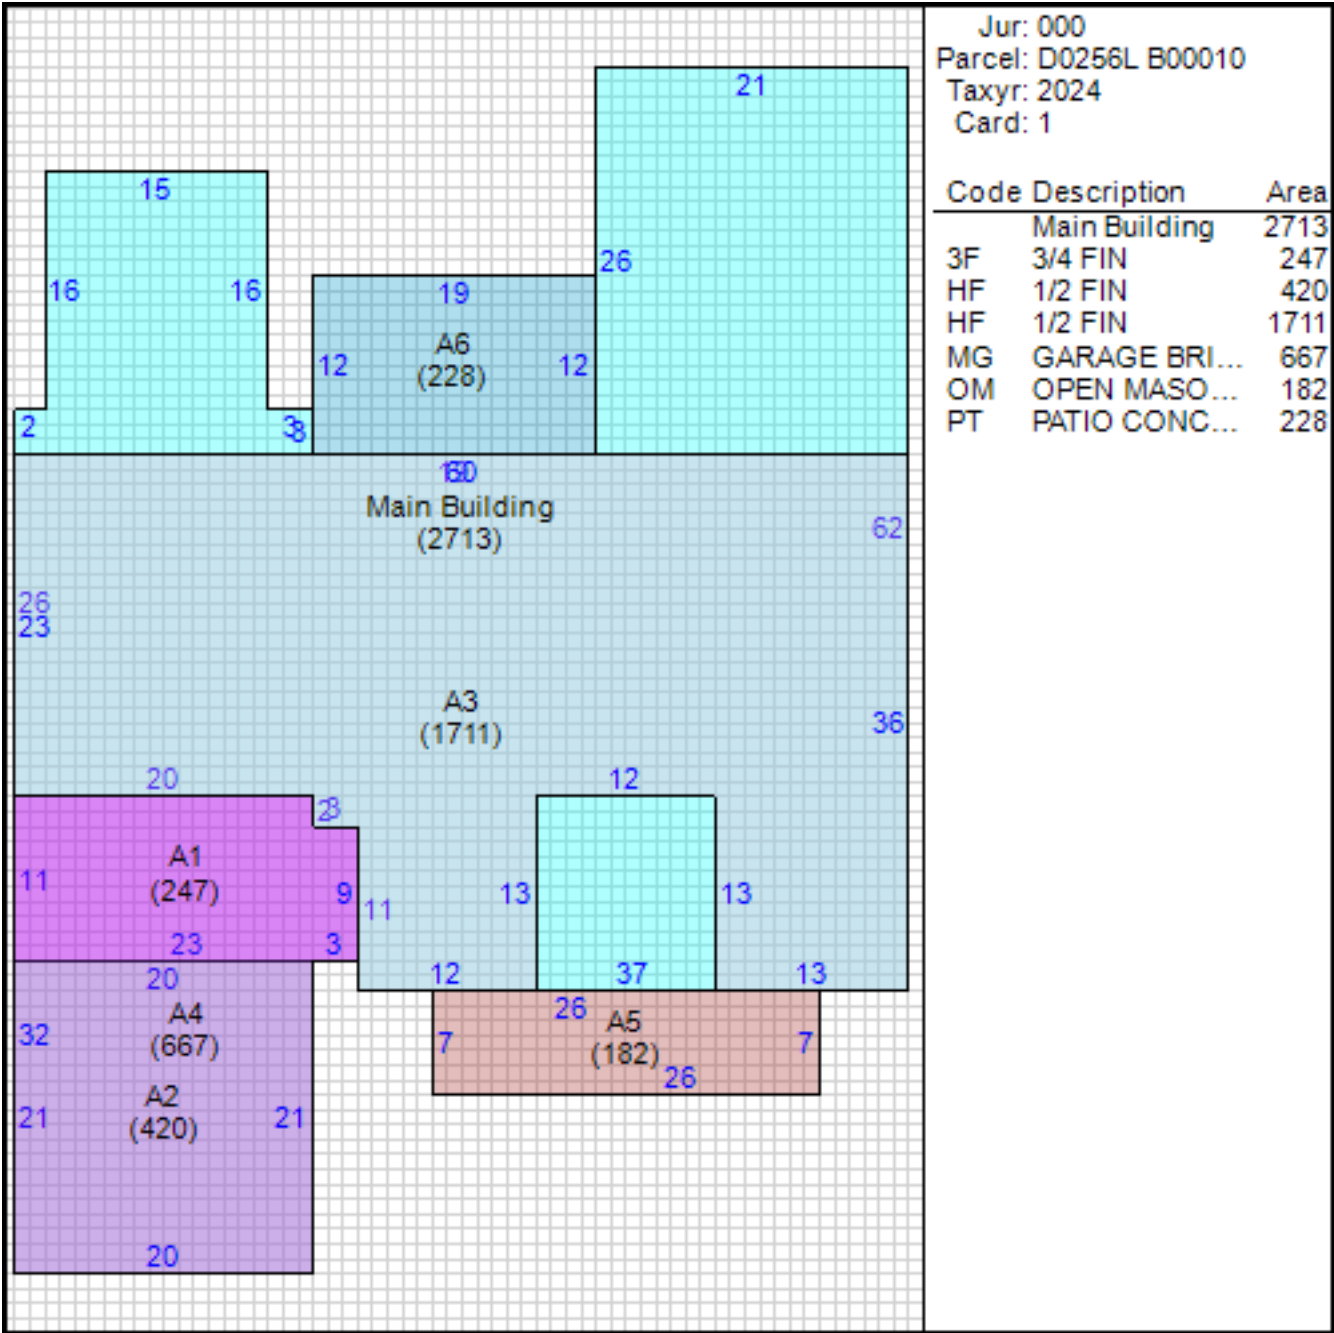 Jur: 000
Parcel: D0256L B00010
Taxyr: 2024
Card: 1
Code Description Area
Main Building 2713
3F 3/4 FIN 247
HF 1/2 FIN 420
HF 1/2 FIN 1711
MG GARAGE BRI... 667
OM OPEN MASO... 182
PT PATIO CONC... 228
21
15
26
16 16
19
A6
12 (228) 12
2 3 8
60
Main Building
(2713)
62
26
23
A3
(1711)
36
20 12
2 3
A1
(247)
11 9 11 13 13
23 3
12 37 13
20
26
A4
(667)
32
A5
(182)
7 7
26
A2
(420)
21 21
20